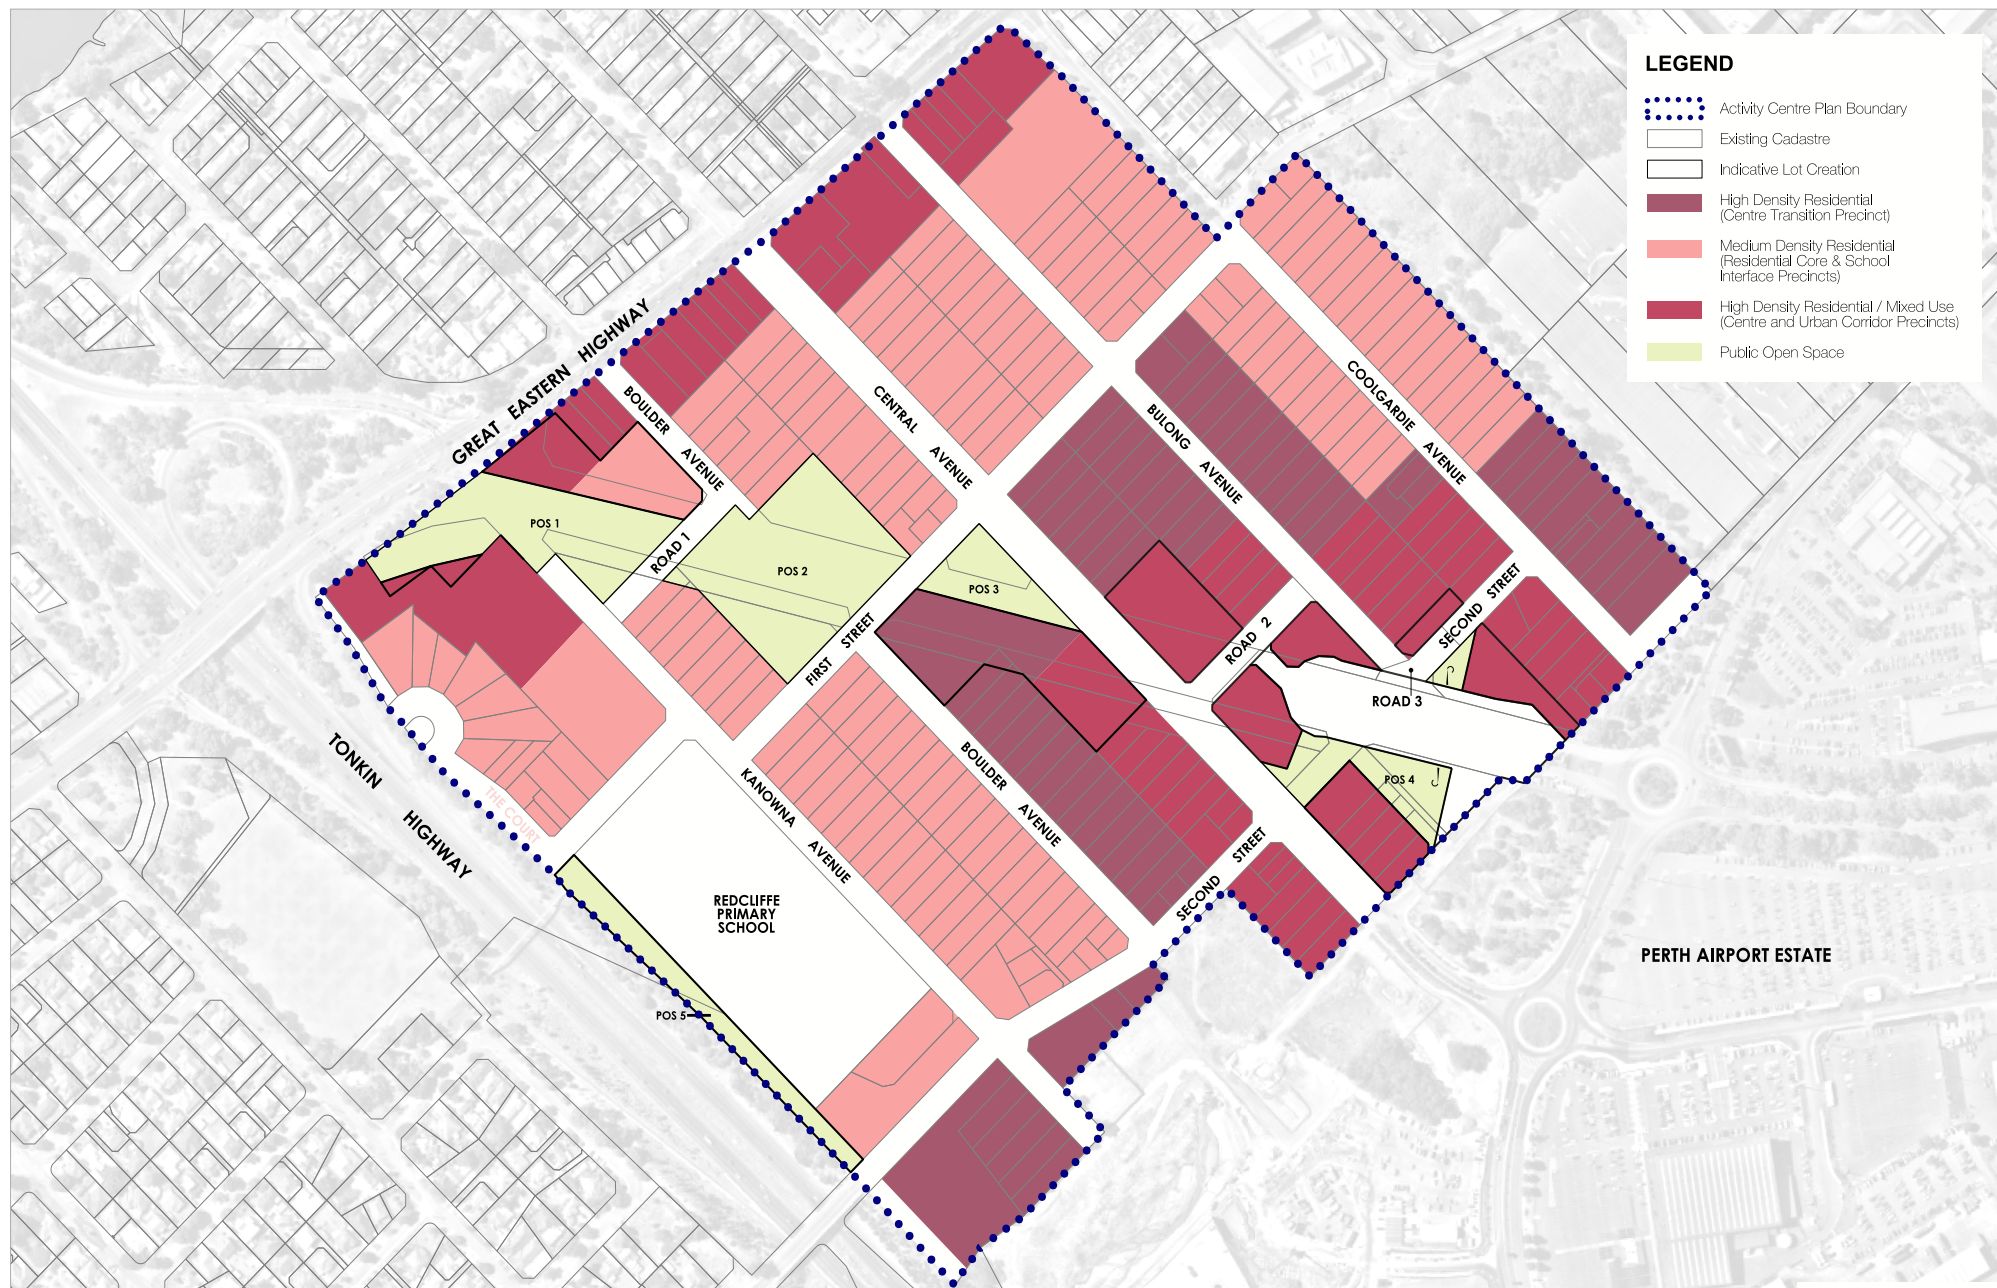 LEGEND
Activity Centre Plan Boundary
Existing Cadastre
Indicative Lot Creation
High Density Residential
(Centre Transition Precinct)
Medium Density Residential
(Residential Core & School
Interface Precincts)
High Density Residential / Mixed Use
(Centre and Urban Corridor Precincts)
Public Open Space
GREAT EASTERN HIGHWAY
BOULDER AVENUE
CENTRAL AVENUE
BULONG AVENUE
COOLGARDIE AVENUE
POS 1
ROAD 1
POS 2
POS 3
FIRST STREET
ROAD 2
SECOND STREET
ROAD 3
POS 4
TONKIN HIGHWAY
THE COURT
KANOWNA AVENUE
BOULDER AVENUE
SECOND STREET
REDCLIFFE
PRIMARY
SCHOOL
POS 5
PERTH AIRPORT ESTATE